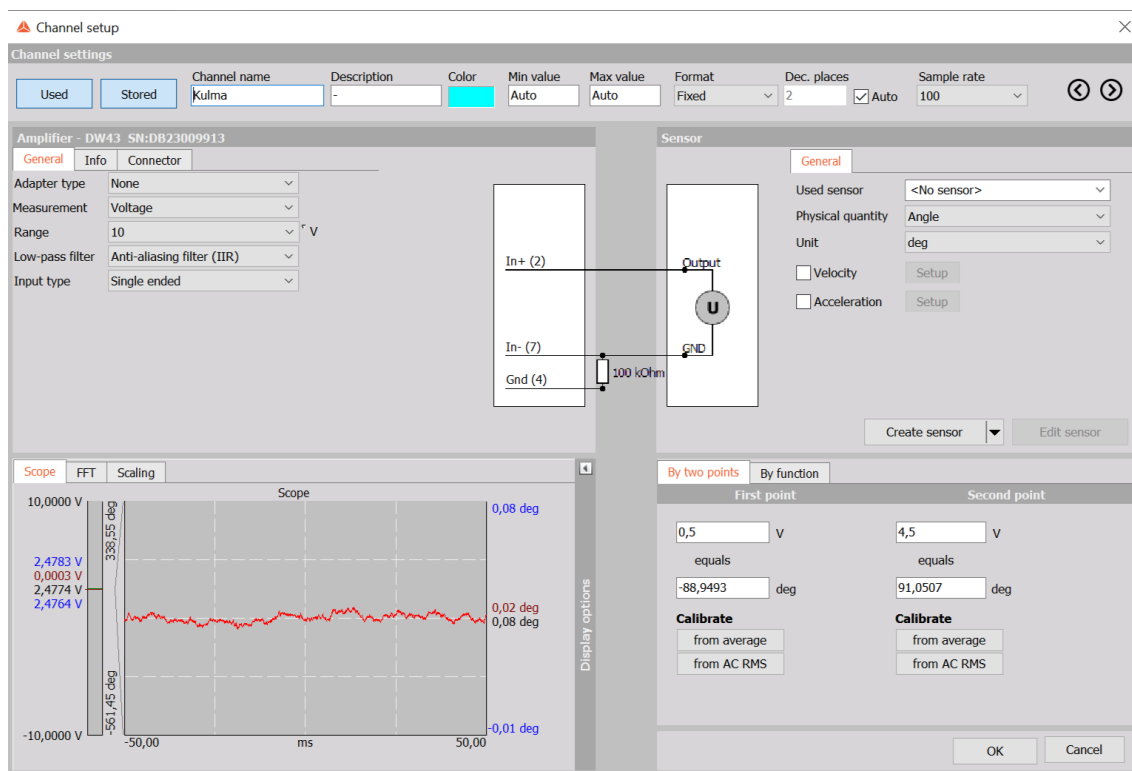 Channel setup
Channel settings
Used
Stored
Channel name
Kulma
Description
-
Color
Min value
Auto
Max value
Auto
Format
Fixed
Dec. places
2
Auto
Sample rate
100
Amplifier - DW43 SN:DB23009913
General Info Connector
Adapter type None
Measurement Voltage
Range 10 V
Low-pass filter Anti-aliasing filter (IIR)
Input type Single ended
In+ (2)
In- (7)
Gnd (4)
100 kOhm
Output
U
GND
Sensor
General
Used sensor <No sensor>
Physical quantity Angle
Unit deg
Velocity Setup
Acceleration Setup
Create sensor
Edit sensor
Scope FFT Scaling
Scope
10,0000 V
2,4783 V
0,0003 V
2,4774 V
2,4764 V
-10,0000 V
338,55 deg
-561,45 deg
0,08 deg
0,02 deg
0,08 deg
-0,01 deg
-50,00 ms 50,00
Display options
By two points By function
First point Second point
0,5 V 4,5 V
equals equals
-88,9493 deg 91,0507 deg
Calibrate Calibrate
from average from average
from AC RMS from AC RMS
OK Cancel